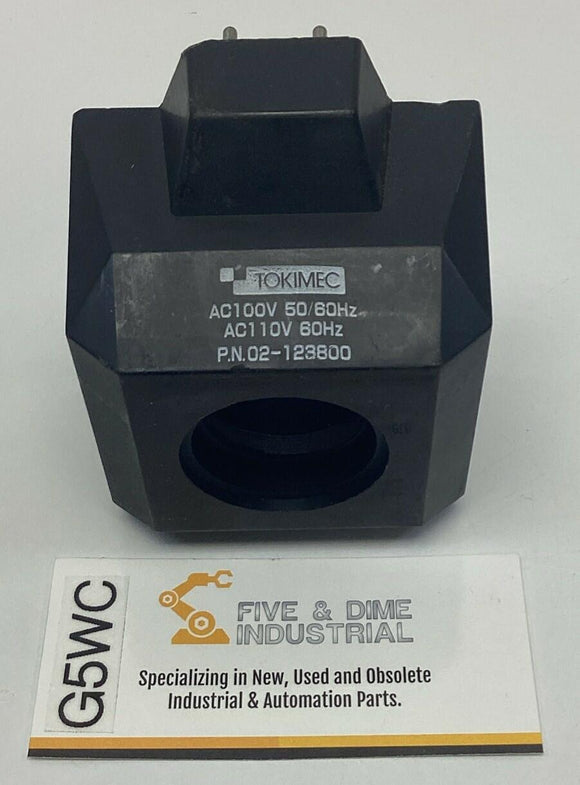 TOKIMEC
AC100V 50/60Hz
AC110V 60Hz
P.N.02-123800
G5WC
FIVE & DIME
INDUSTRIAL
Specializing in New, Used and Obsolete
Industrial & Automation Parts.